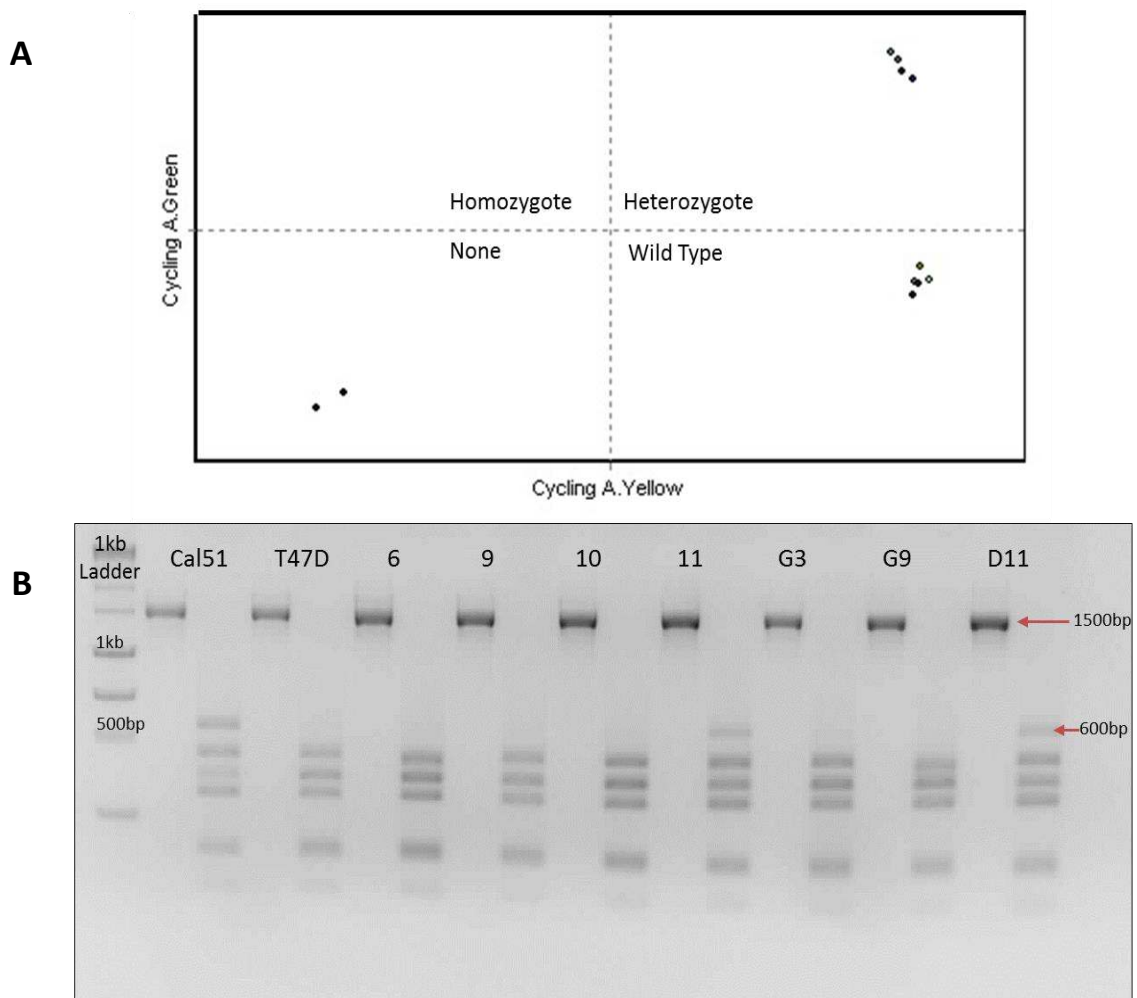 A
Cycling A.Green
Homozygote Heterozygote
None Wild Type
Cycling A.Yellow
B
1kb
Ladder
Cal51 T47D 6 9 10 11 G3 G9 D11
1500bp
1kb
500bp
600bp